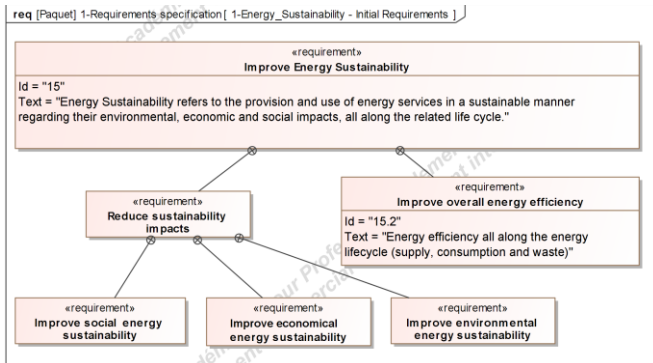 req [Paquet] 1-Requirements specification[ 1-Energy_Sustainability - Initial Requirements ]
«requirement»
Improve Energy Sustainability
Id = "15"
Text = "Energy Sustainability refers to the provision and use of energy services in a sustainable manner
regarding their environmental, economic and social impacts, all along the related life cycle."
«requirement»
Reduce sustainability
impacts
«requirement»
Improve overall energy efficiency
Id = "15.2"
Text = "Energy efficiency all along the energy
lifecycle (supply, consumption and waste)"
«requirement»
Improve social energy
sustainability
«requirement»
Improve economical
energy sustainability
«requirement»
Improve environmental
energy sustainability